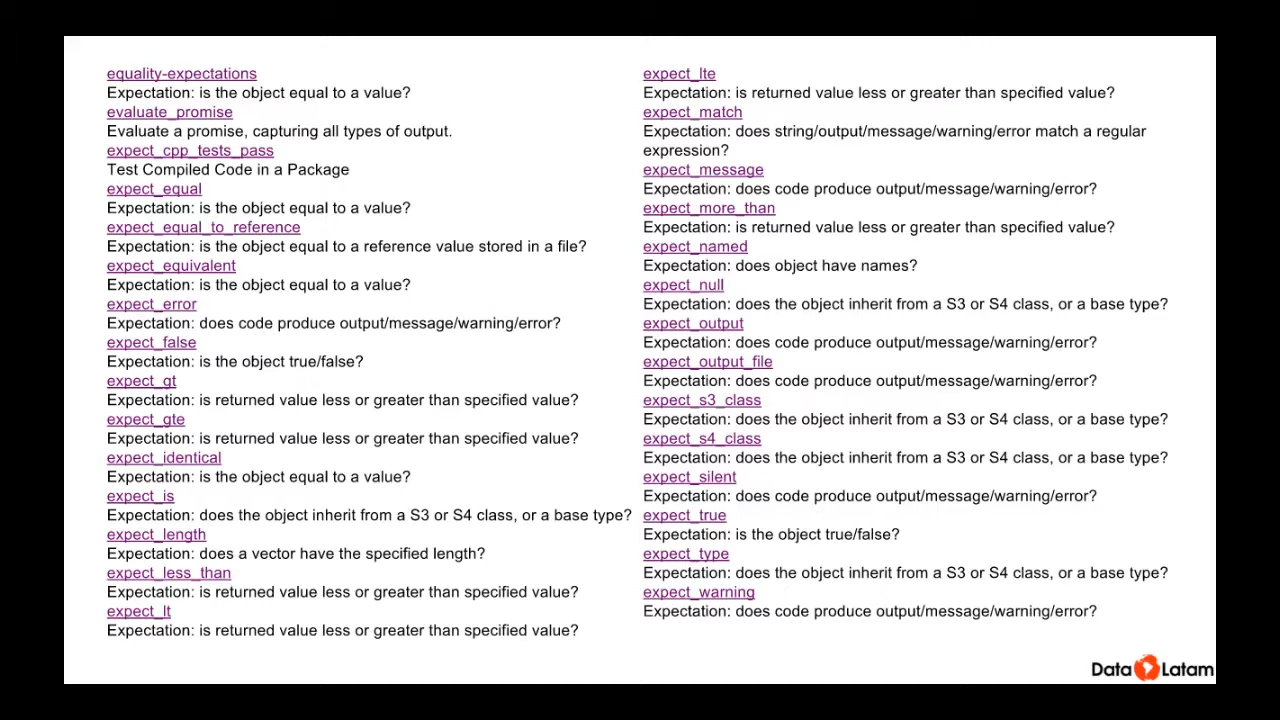 equality-expectations
Expectation: is the object equal to a value?
evaluate_promise
Evaluate a promise, capturing all types of output.
expect_cpp_tests_pass
Test Compiled Code in a Package
expect_equal
Expectation: is the object equal to a value?
expect_equal_to_reference
Expectation: is the object equal to a reference value stored in a file?
expect_equivalent
Expectation: is the object equal to a value?
expect_error
Expectation: does code produce output/message/warning/error?
expect_false
Expectation: is the object true/false?
expect_gt
Expectation: is returned value less or greater than specified value?
expect_gte
Expectation: is returned value less or greater than specified value?
expect_identical
Expectation: is the object equal to a value?
expect_is
Expectation: does the object inherit from a S3 or S4 class, or a base type?
expect_length
Expectation: does a vector have the specified length?
expect_less_than
Expectation: is returned value less or greater than specified value?
expect_lt
Expectation: is returned value less or greater than specified value?
expect_lte
Expectation: is returned value less or greater than specified value?
expect_match
Expectation: does string/output/message/warning/error match a regular
expression?
expect_message
Expectation: does code produce output/message/warning/error?
expect_more_than
Expectation: is returned value less or greater than specified value?
expect_named
Expectation: does object have names?
expect_null
Expectation: does the object inherit from a S3 or S4 class, or a base type?
expect_output
Expectation: does code produce output/message/warning/error?
expect_output_file
Expectation: does code produce output/message/warning/error?
expect_s3_class
Expectation: does the object inherit from a S3 or S4 class, or a base type?
expect_s4_class
Expectation: does the object inherit from a S3 or S4 class, or a base type?
expect_silent
Expectation: does code produce output/message/warning/error?
expect_true
Expectation: is the object true/false?
expect_type
Expectation: does the object inherit from a S3 or S4 class, or a base type?
expect_warning
Expectation: does code produce output/message/warning/error?
Data Latam